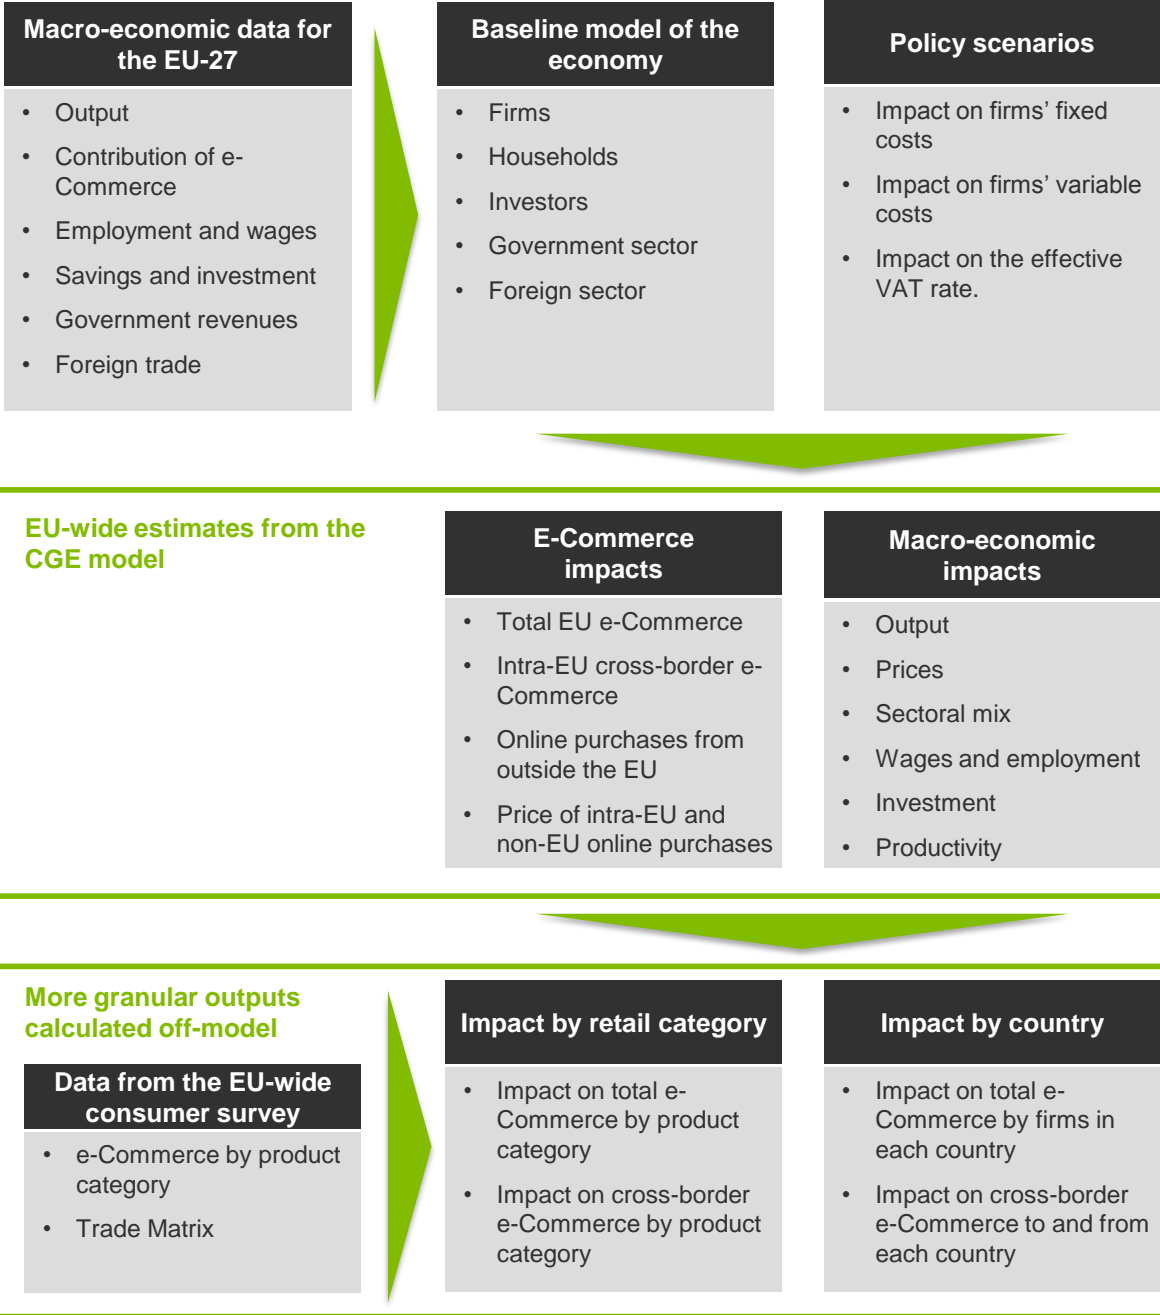 Macro-economic data for
the EU-27
• Output
• Contribution of e-
Commerce
• Employment and wages
• Savings and investment
• Government revenues
• Foreign trade
Baseline model of the
economy
• Firms
• Households
• Investors
• Government sector
• Foreign sector
Policy scenarios
• Impact on firms’ fixed
costs
• Impact on firms’ variable
costs
• Impact on the effective
VAT rate.
EU-wide estimates from the
CGE model
E-Commerce
impacts
• Total EU e-Commerce
• Intra-EU cross-border e-
Commerce
• Online purchases from
outside the EU
• Price of intra-EU and
non-EU online purchases
Macro-economic
impacts
• Output
• Prices
• Sectoral mix
• Wages and employment
• Investment
• Productivity
More granular outputs
calculated off-model
Data from the EU-wide
consumer survey
• e-Commerce by product
category
• Trade Matrix
Impact by retail category
• Impact on total e-
Commerce by product
category
• Impact on cross-border
e-Commerce by product
category
Impact by country
• Impact on total e-
Commerce by firms in
each country
• Impact on cross-border
e-Commerce to and from
each country